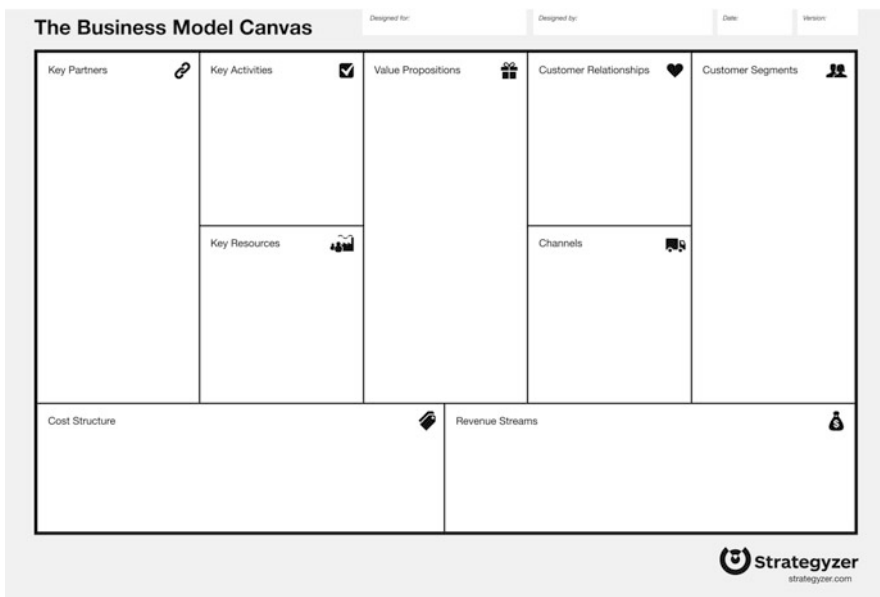 The Business Model Canvas
Designed for:
Designed by:
Date:
Version:
Key Partners
Key Activities
Value Propositions
Customer Relationships
Customer Segments
Key Resources
Channels
Cost Structure
Revenue Streams
Strategyzer
strategyzer.com